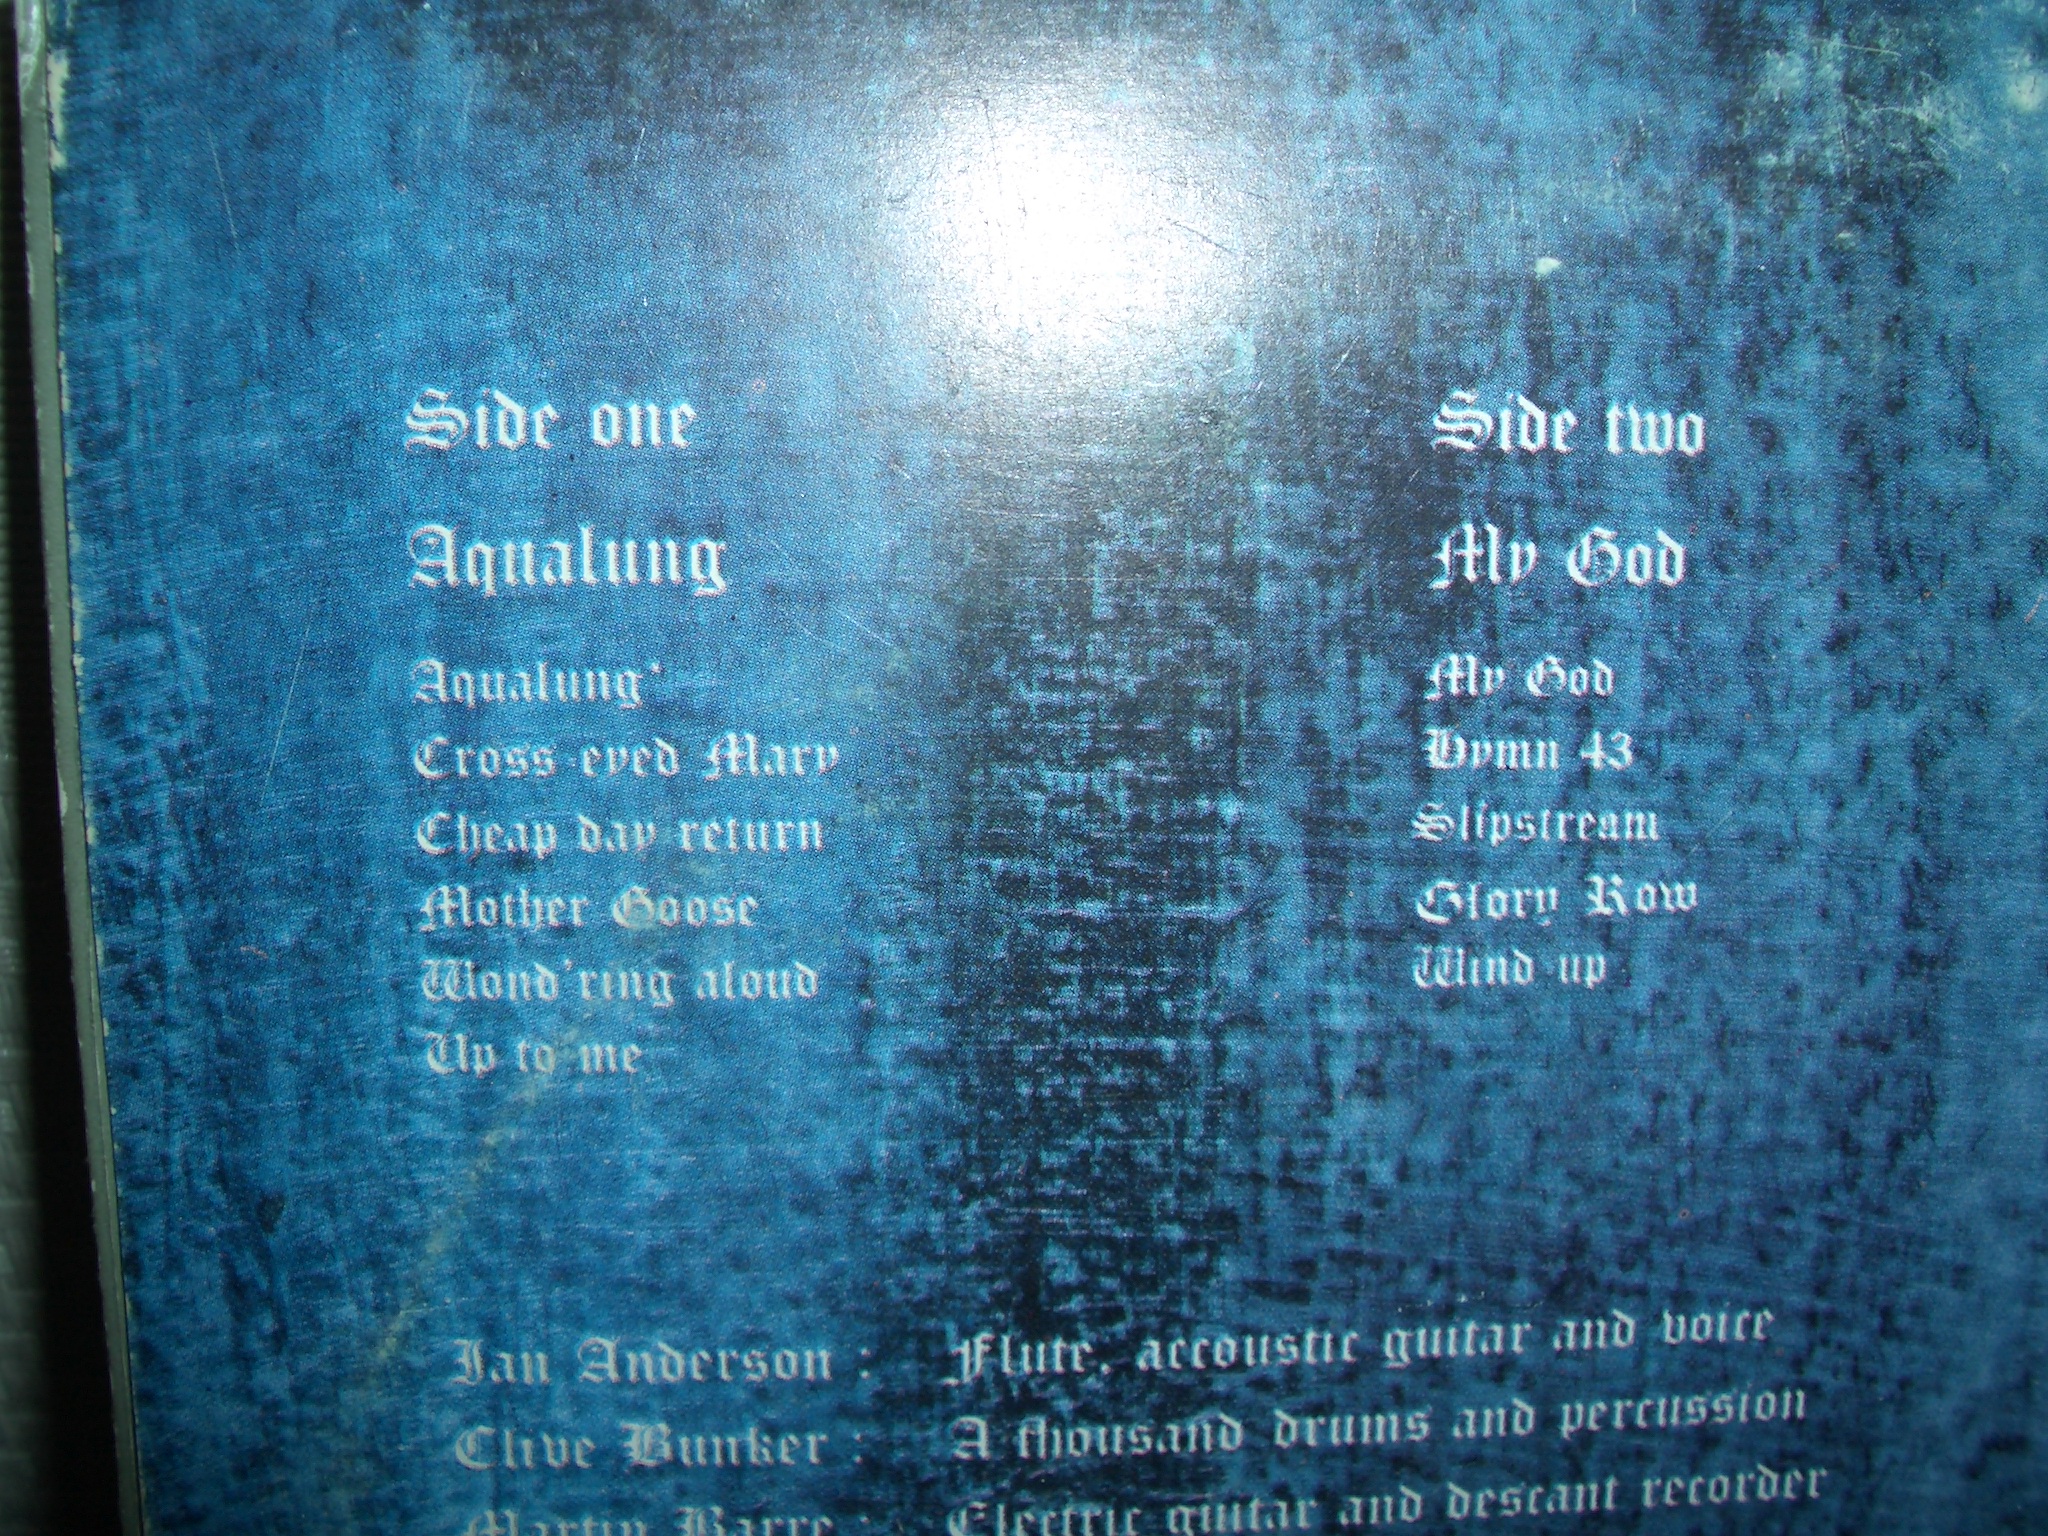 Side one
Aqualung
Aqualung*
Cross-eyed Mary
Cheap day return
Mother Goose
Wond'ring aloud
Up to me
Side two
My God
My God
Hymn 43
Slipstream
Glory Row
Wind up
Ian Anderson : Flute, accoustic guitar and voice
Clive Bunker : A thousand drums and percussion
Martin Barre : Electric guitar and descant recorder